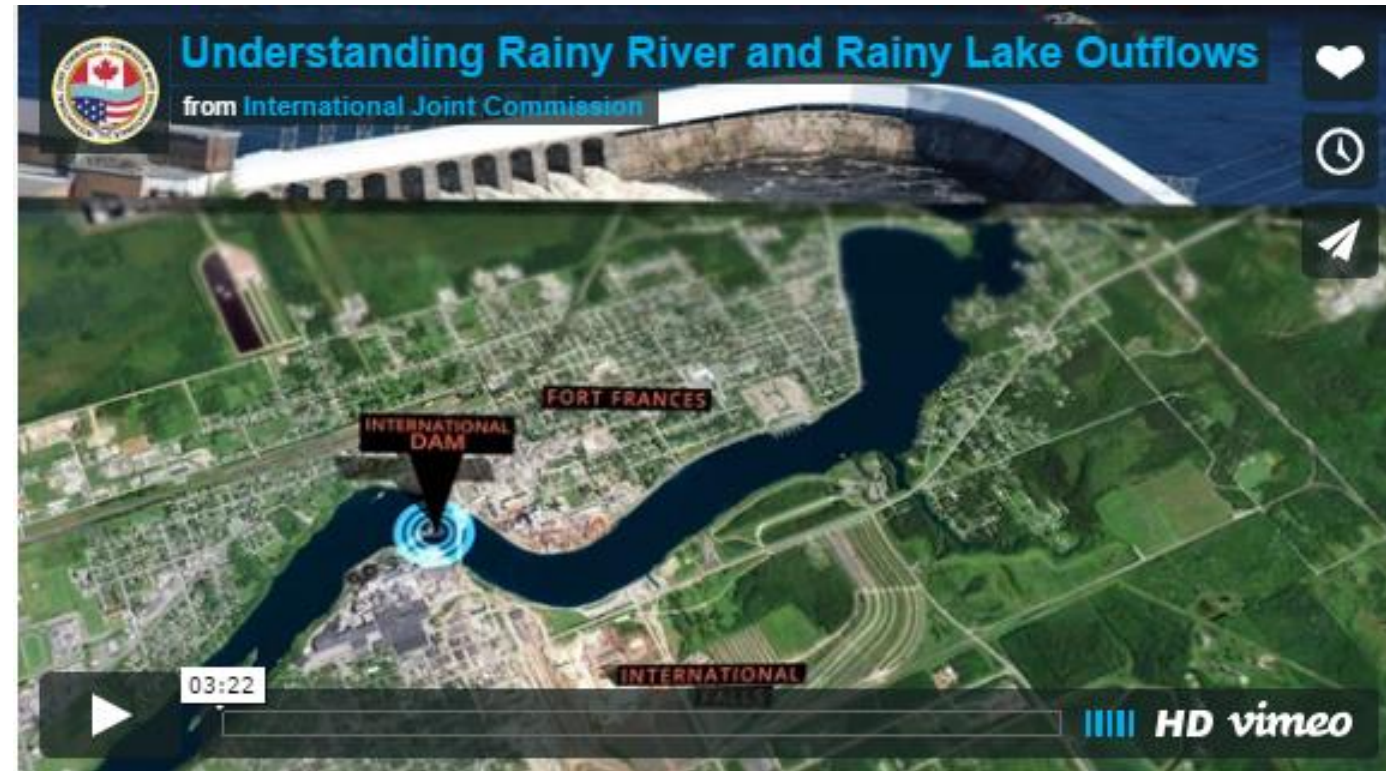 Understanding Rainy River and Rainy Lake Outflows
from International Joint Commission
FORT FRANCES
INTERNATIONAL
DAM
INTERNATIONAL
FALLS
03:22
HD vimeo